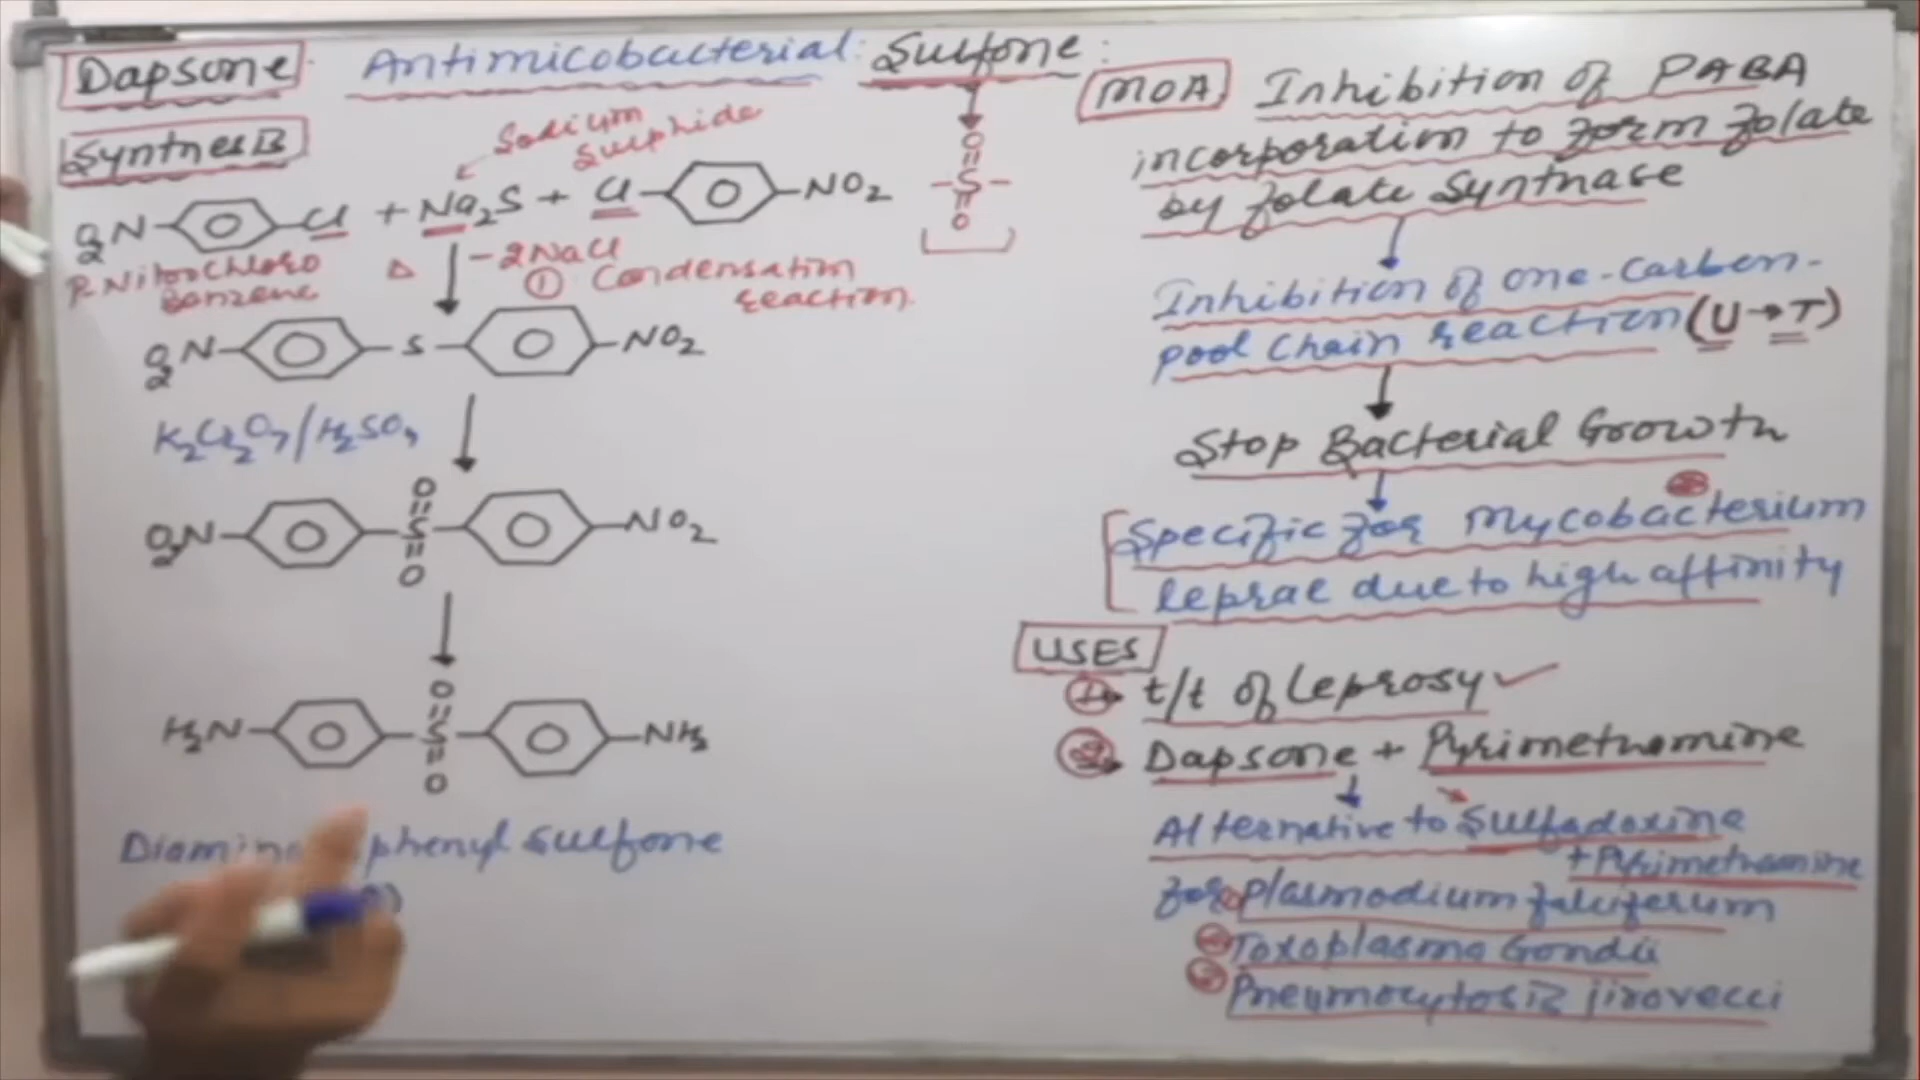 Dapsone. Antimicobacterial: Sulfone:
Synthesis
Sodium
Sulphide
O2N Cl + Na2S + Cl NO2
P-Nitrochloro
Banzene
Δ -2NaCl
① Condensation
reaction.
O2N S NO2
K2Cr2O7/H2SO4
O
O2N S NO2
O
O
H2N S NH2
O
phenyl sulfone
O
-S-
O
MOA Inhibition of PABA
incorporation to form folate
by folate synthase
Inhibition of one-carbon-
pool chain reaction (U→T)
Stop Bacterial Growth
Specific for Mycobacterium
leprae due to high affinity
USES
① t/t of leprosy ✓
② Dapsone + Pyrimethamine
Alternative to Sulfadoxine
+Pyrimethamine
for Plasmodium falciferum
Toxoplasma Gondii
Pneumocytosis jirovecci